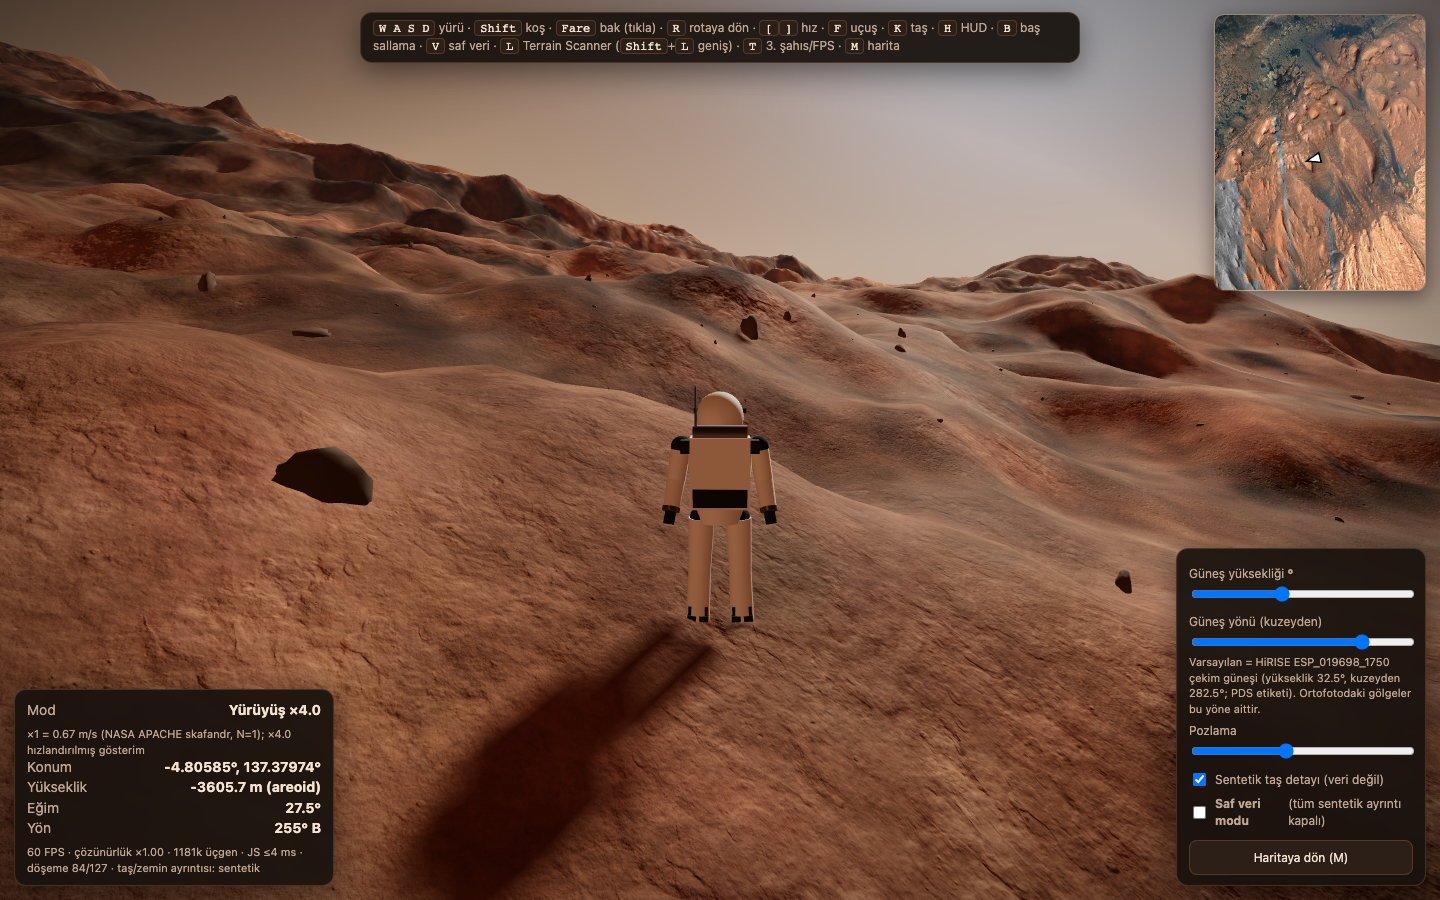 W A S D yürü · Shift koş · Fare bak (tıkla) · R rotaya dön · [ ] hız · F uçuş · K taş · H HUD · B baş
sallama · V saf veri · L Terrain Scanner (Shift+L geniş) · T 3. şahıs/FPS · M harita
Mod Yürüyüş ×4.0
×1 = 0.67 m/s (NASA APACHE skafandr, N=1); ×4.0
hızlandırılmış gösterim
Konum -4.80585°, 137.37974°
Yükseklik -3605.7 m (areoid)
Eğim 27.5°
Yön 255° B
60 FPS · çözünürlük ×1.00 · 1181k üçgen · JS ≤4 ms ·
döşeme 84/127 · taş/zemin ayrıntısı: sentetik
Güneş yüksekliği °
Güneş yönü (kuzeyden)
Varsayılan = HiRISE ESP_019698_1750
çekim güneşi (yükseklik 32.5°, kuzeyden
282.5°; PDS etiketi). Ortofotodaki gölgeler
bu yöne aittir.
Pozlama
Sentetik taş detayı (veri değil)
Saf veri (tüm sentetik ayrıntı
modu kapalı)
Haritaya dön (M)